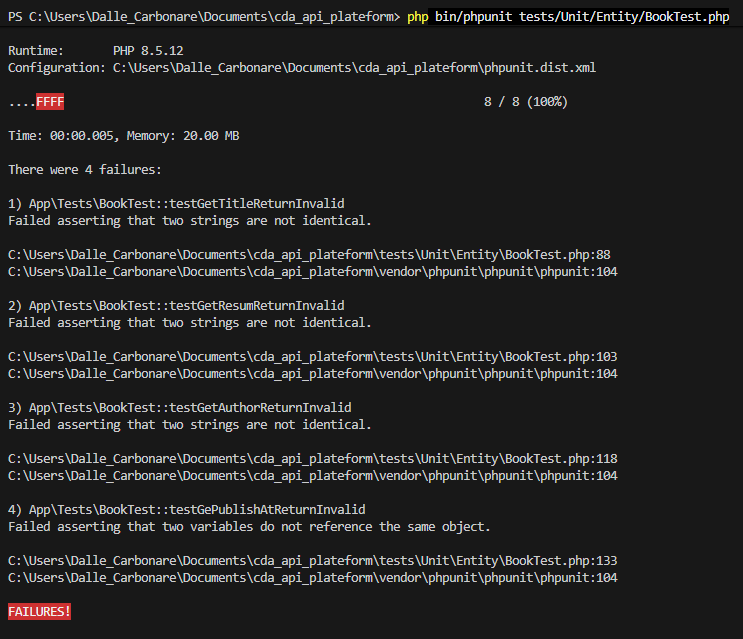 PS C:\Users\Dalle_Carbonare\Documents\cda_api_plateform> php bin/phpunit tests/Unit/Entity/BookTest.php
Runtime:       PHP 8.5.12
Configuration: C:\Users\Dalle_Carbonare\Documents\cda_api_plateform\phpunit.dist.xml
....FFFF                                                            8 / 8 (100%)
Time: 00:00.005, Memory: 20.00 MB
There were 4 failures:
1) App\Tests\BookTest::testGetTitleReturnInvalid
Failed asserting that two strings are not identical.
C:\Users\Dalle_Carbonare\Documents\cda_api_plateform\tests\Unit\Entity\BookTest.php:88
C:\Users\Dalle_Carbonare\Documents\cda_api_plateform\vendor\phpunit\phpunit\phpunit:104
2) App\Tests\BookTest::testGetResumReturnInvalid
Failed asserting that two strings are not identical.
C:\Users\Dalle_Carbonare\Documents\cda_api_plateform\tests\Unit\Entity\BookTest.php:103
C:\Users\Dalle_Carbonare\Documents\cda_api_plateform\vendor\phpunit\phpunit\phpunit:104
3) App\Tests\BookTest::testGetAuthorReturnInvalid
Failed asserting that two strings are not identical.
C:\Users\Dalle_Carbonare\Documents\cda_api_plateform\tests\Unit\Entity\BookTest.php:118
C:\Users\Dalle_Carbonare\Documents\cda_api_plateform\vendor\phpunit\phpunit\phpunit:104
4) App\Tests\BookTest::testGePublishAtReturnInvalid
Failed asserting that two variables do not reference the same object.
C:\Users\Dalle_Carbonare\Documents\cda_api_plateform\tests\Unit\Entity\BookTest.php:133
C:\Users\Dalle_Carbonare\Documents\cda_api_plateform\vendor\phpunit\phpunit\phpunit:104
FAILURES!